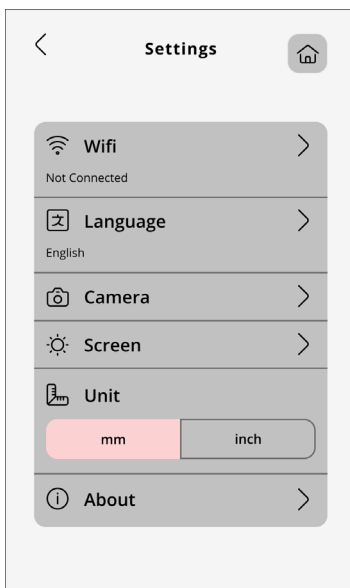 Settings
Wifi
Not Connected
Language
English
Camera
Screen
Unit
mm inch
About